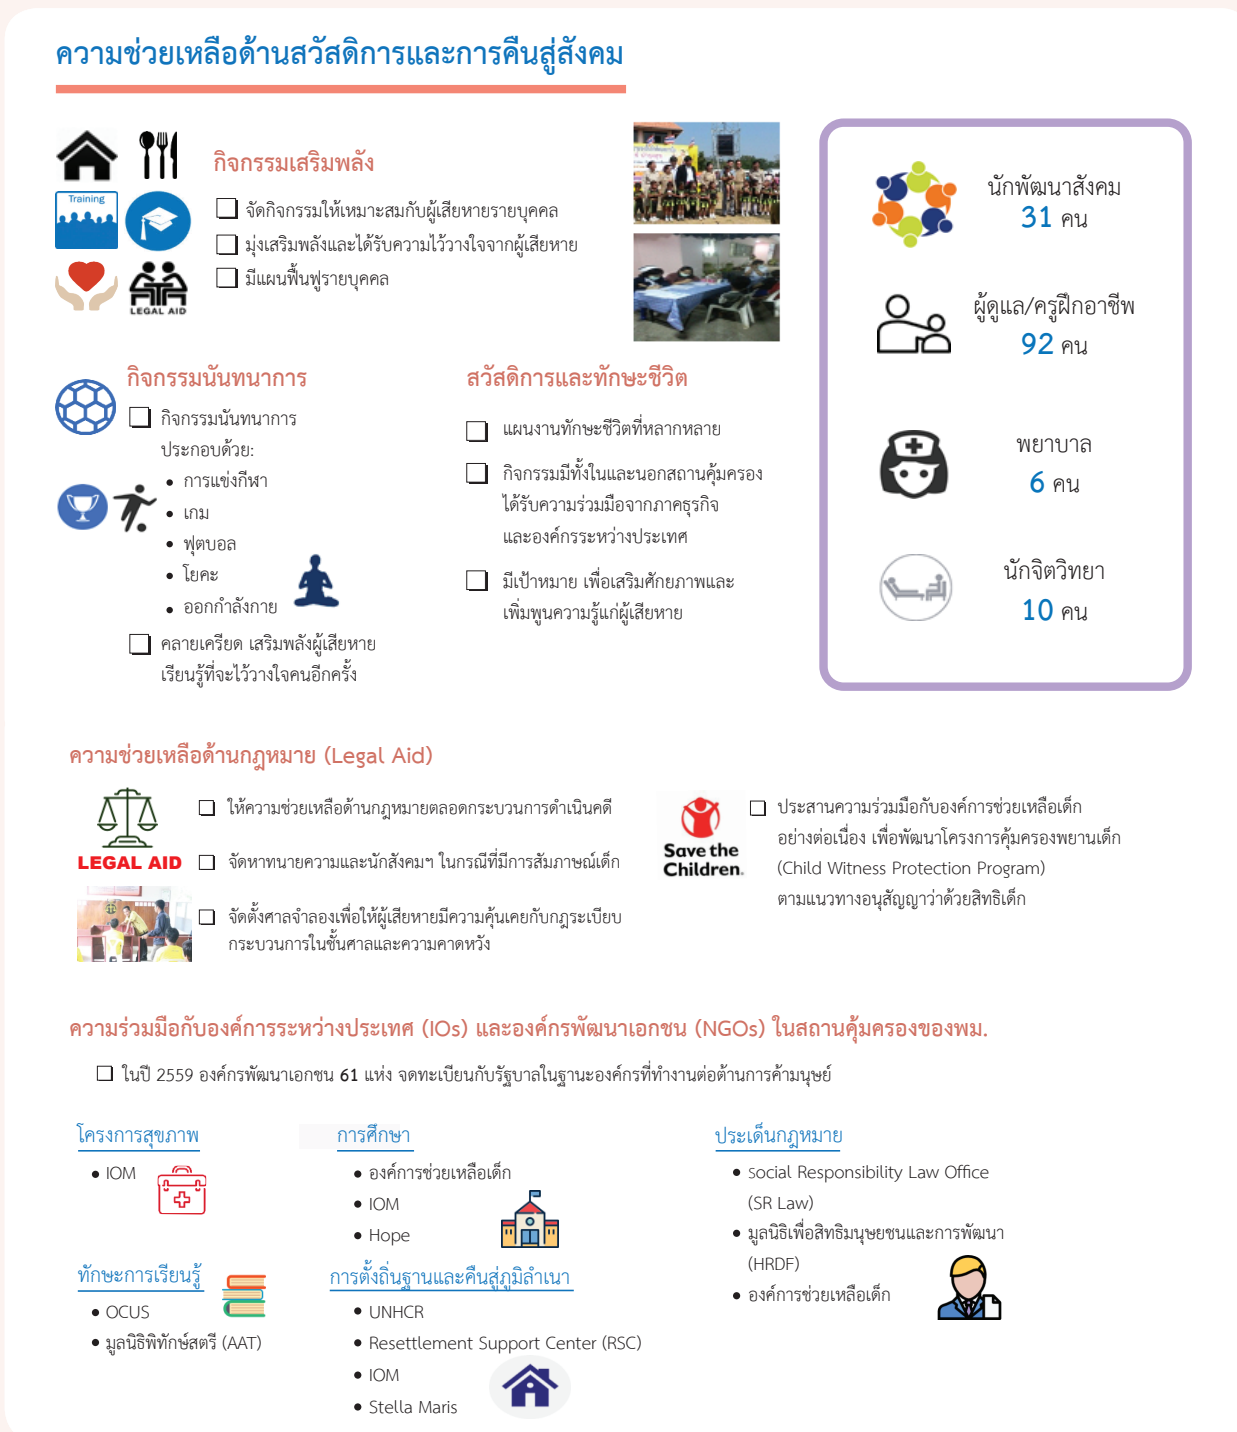 ความช่วยเหลือด้านสวัสดิการและการคืนสู่สังคม
Training
LEGAL AID
กิจกรรมเสริมพลัง
จัดกิจกรรมให้เหมาะสมกับผู้เสียหายรายบุคคล
มุ่งเสริมพลังและได้รับความไว้วางใจจากผู้เสียหาย
มีแผนฟื้นฟูรายบุคคล
กิจกรรมนันทนาการ
กิจกรรมนันทนาการ
ประกอบด้วย:
• การแข่งกีฬา
• เกม
• ฟุตบอล
• โยคะ
• ออกกำลังกาย
คลายเครียด เสริมพลังผู้เสียหาย
เรียนรู้ที่จะไว้วางใจคนอีกครั้ง
สวัสดิการและทักษะชีวิต
แผนงานทักษะชีวิตที่หลากหลาย
กิจกรรมมีทั้งในและนอกสถานคุ้มครอง
ได้รับความร่วมมือจากภาคธุรกิจ
และองค์กรระหว่างประเทศ
มีเป้าหมาย เพื่อเสริมศักยภาพและ
เพิ่มพูนความรู้แก่ผู้เสียหาย
นักพัฒนาสังคม
31 คน
ผู้ดูแล/ครูฝึกอาชีพ
92 คน
พยาบาล
6 คน
นักจิตวิทยา
10 คน
ความช่วยเหลือด้านกฎหมาย (Legal Aid)
LEGAL AID
ให้ความช่วยเหลือด้านกฎหมายตลอดกระบวนการดำเนินคดี
จัดหาทนายความและนักสังคมฯ ในกรณีที่มีการสัมภาษณ์เด็ก
จัดตั้งศาลจำลองเพื่อให้ผู้เสียหายมีความคุ้นเคยกับกฎระเบียบ
กระบวนการในชั้นศาลและความคาดหวัง
Save the
Children.
ประสานความร่วมมือกับองค์การช่วยเหลือเด็ก
อย่างต่อเนื่อง เพื่อพัฒนาโครงการคุ้มครองพยานเด็ก
(Child Witness Protection Program)
ตามแนวทางอนุสัญญาว่าด้วยสิทธิเด็ก
ความร่วมมือกับองค์การระหว่างประเทศ (IOs) และองค์กรพัฒนาเอกชน (NGOs) ในสถานคุ้มครองของพม.
ในปี 2559 องค์กรพัฒนาเอกชน 61 แห่ง จดทะเบียนกับรัฐบาลในฐานะองค์กรที่ทำงานต่อต้านการค้ามนุษย์
โครงการสุขภาพ
• IOM
ทักษะการเรียนรู้
• OCUS
• มูลนิธิพิทักษ์สตรี (AAT)
การศึกษา
• องค์การช่วยเหลือเด็ก
• IOM
• Hope
การตั้งถิ่นฐานและคืนสู่ภูมิลำเนา
• UNHCR
• Resettlement Support Center (RSC)
• IOM
• Stella Maris
ประเด็นกฎหมาย
• Social Responsibility Law Office
(SR Law)
• มูลนิธิเพื่อสิทธิมนุษยชนและการพัฒนา
(HRDF)
• องค์การช่วยเหลือเด็ก